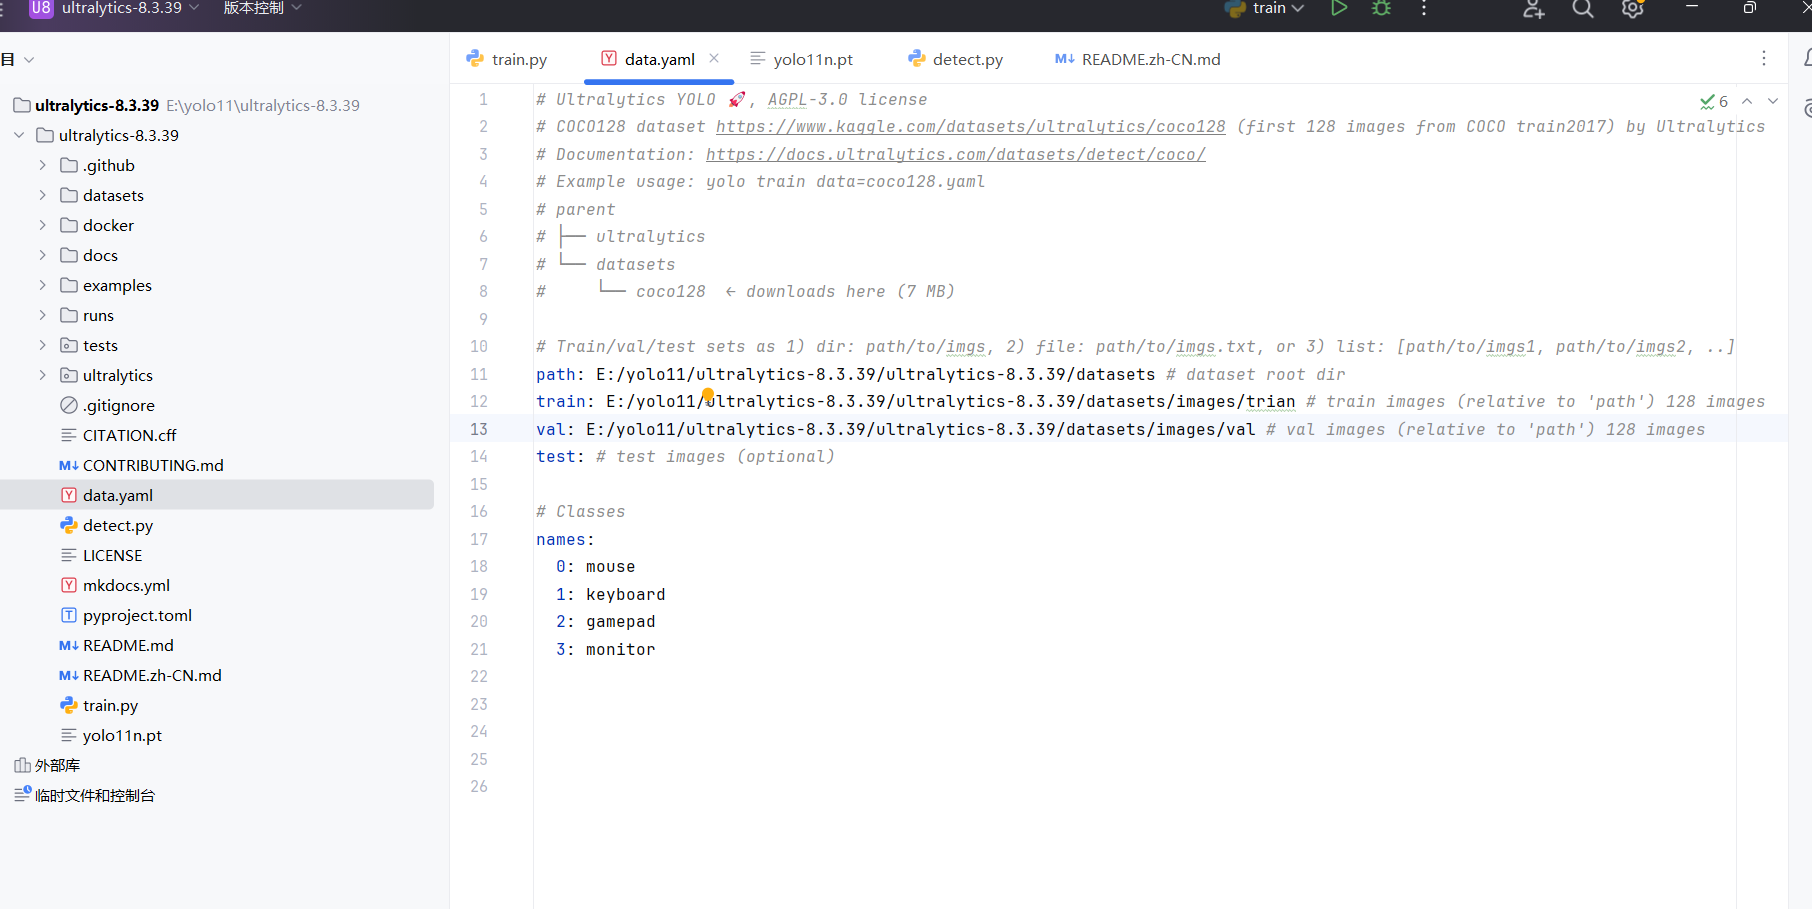 U8 ultralytics-8.3.39 版本控制 train
目
ultralytics-8.3.39 E:\yolo11\ultralytics-8.3.39
ultralytics-8.3.39
.github
datasets
docker
docs
examples
runs
tests
ultralytics
.gitignore
CITATION.cff
M↓ CONTRIBUTING.md
Y data.yaml
detect.py
LICENSE
Y mkdocs.yml
T pyproject.toml
M↓ README.md
M↓ README.zh-CN.md
train.py
yolo11n.pt
外部库
临时文件和控制台
train.py Y data.yaml yolo11n.pt detect.py M↓ README.zh-CN.md
6
1 # Ultralytics YOLO 🚀, AGPL-3.0 license
2 # COCO128 dataset https://www.kaggle.com/datasets/ultralytics/coco128 (first 128 images from COCO train2017) by Ultralytics
3 # Documentation: https://docs.ultralytics.com/datasets/detect/coco/
4 # Example usage: yolo train data=coco128.yaml
5 # parent
6 # ├── ultralytics
7 # └── datasets
8 #     └── coco128  ← downloads here (7 MB)
9
10 # Train/val/test sets as 1) dir: path/to/imgs, 2) file: path/to/imgs.txt, or 3) list: [path/to/imgs1, path/to/imgs2, ..]
11 path: E:/yolo11/ultralytics-8.3.39/ultralytics-8.3.39/datasets # dataset root dir
12 train: E:/yolo11/ultralytics-8.3.39/ultralytics-8.3.39/datasets/images/trian # train images (relative to 'path') 128 images
13 val: E:/yolo11/ultralytics-8.3.39/ultralytics-8.3.39/datasets/images/val # val images (relative to 'path') 128 images
14 test: # test images (optional)
15
16 # Classes
17 names:
18   0: mouse
19   1: keyboard
20   2: gamepad
21   3: monitor
22
23
24
25
26